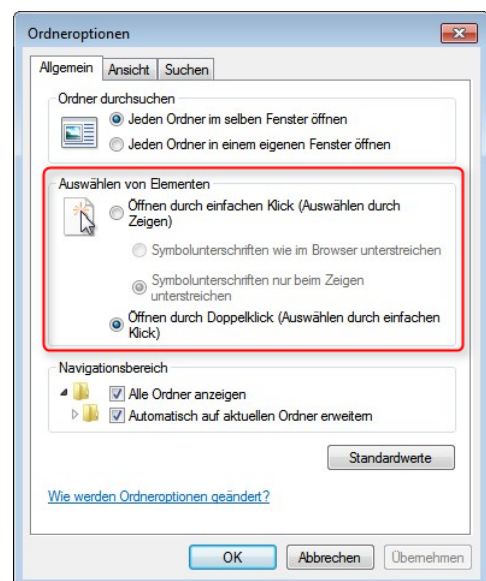 Ordneroptionen
Allgemein Ansicht Suchen
Ordner durchsuchen
Jeden Ordner im selben Fenster öffnen
Jeden Ordner in einem eigenen Fenster öffnen
Auswählen von Elementen
Öffnen durch einfachen Klick (Auswählen durch
Zeigen)
Symbolunterschriften wie im Browser unterstreichen
Symbolunterschriften nur beim Zeigen
unterstreichen
Öffnen durch Doppelklick (Auswählen durch einfachen
Klick)
Navigationsbereich
Alle Ordner anzeigen
Automatisch auf aktuellen Ordner erweitern
Standardwerte
Wie werden Ordneroptionen geändert?
OK Abbrechen Übernehmen